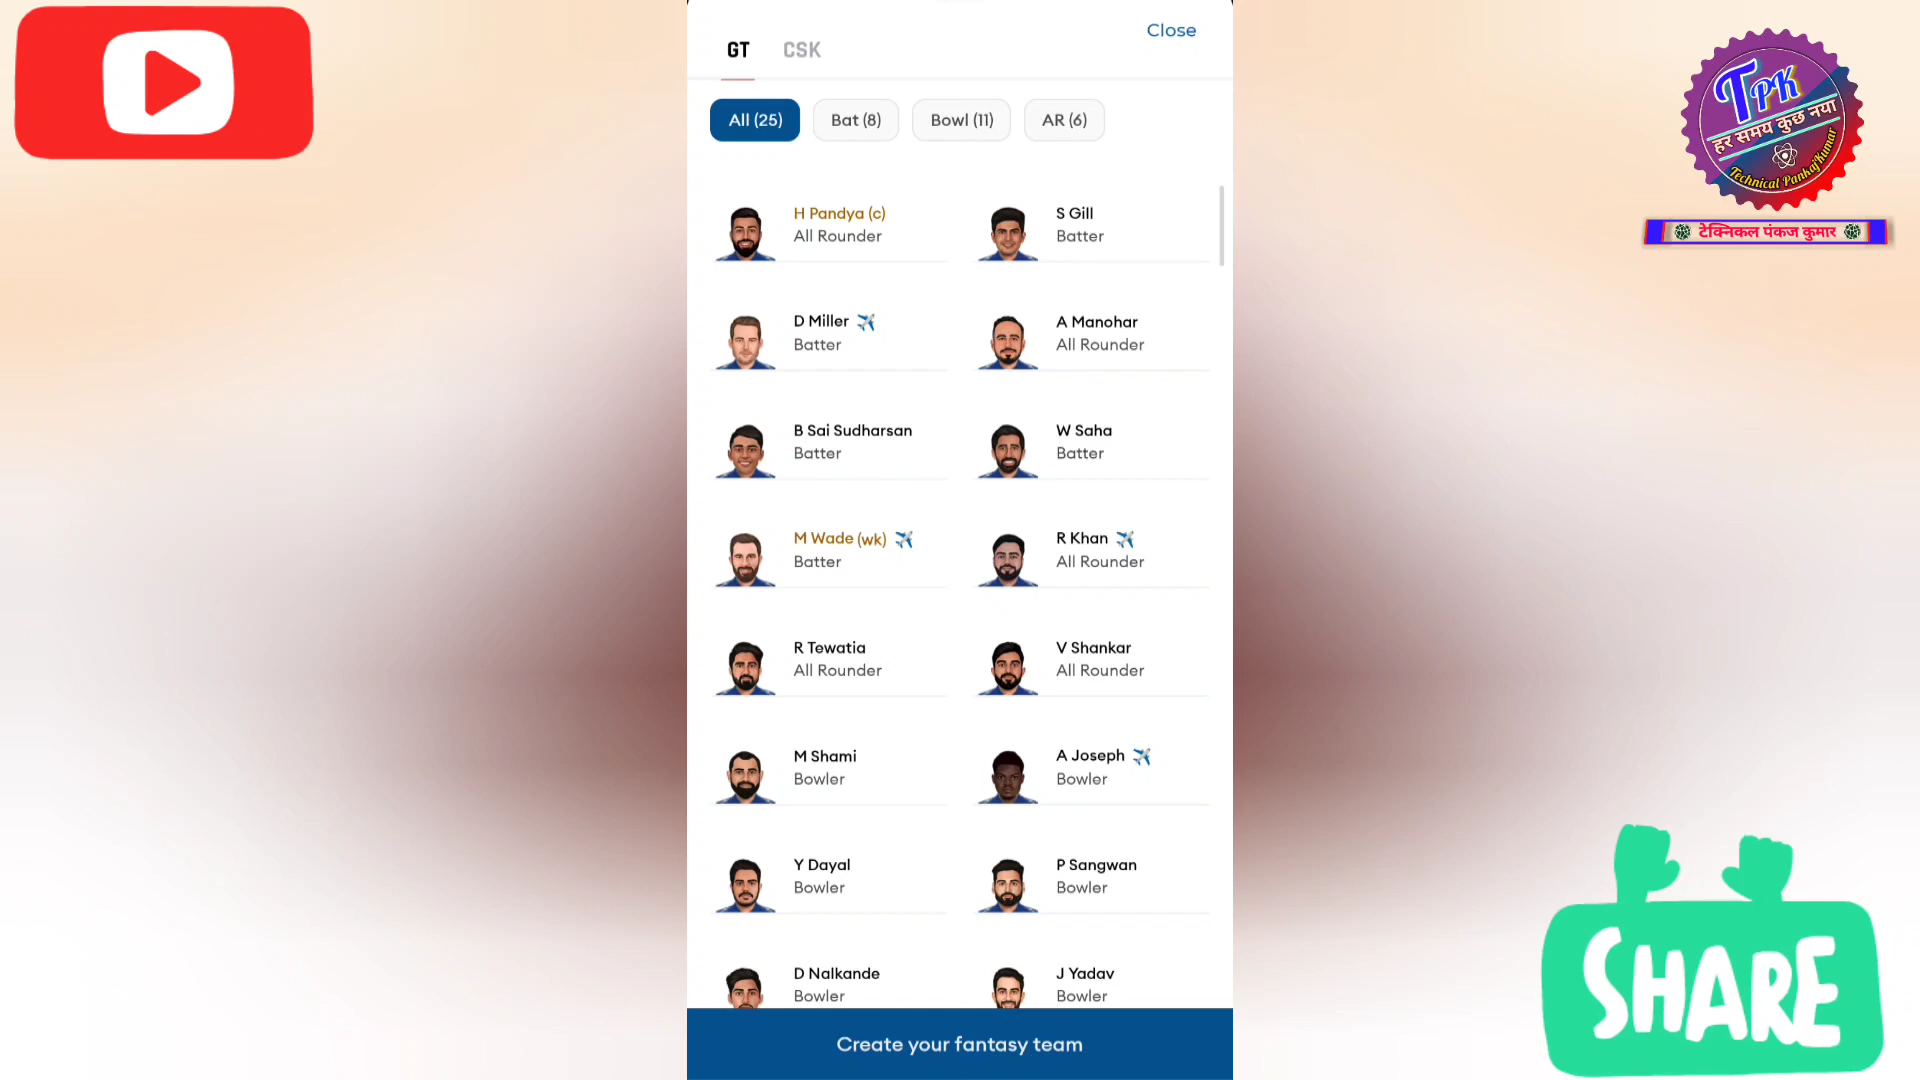 Close
GT
CSK
All (25)
Bat (8)
Bowl (11)
AR (6)
H Pandya (c)
All Rounder
S Gill
Batter
D Miller
Batter
A Manohar
All Rounder
B Sai Sudharsan
Batter
W Saha
Batter
M Wade (wk)
Batter
R Khan
All Rounder
R Tewatia
All Rounder
V Shankar
All Rounder
M Shami
Bowler
A Joseph
Bowler
Y Dayal
Bowler
P Sangwan
Bowler
D Nalkande
Bowler
J Yadav
Bowler
Create your fantasy team
TPK
हर समय कुछ नया
Technical PankajKumar
टेक्निकल पंकज कुमार
SHARE